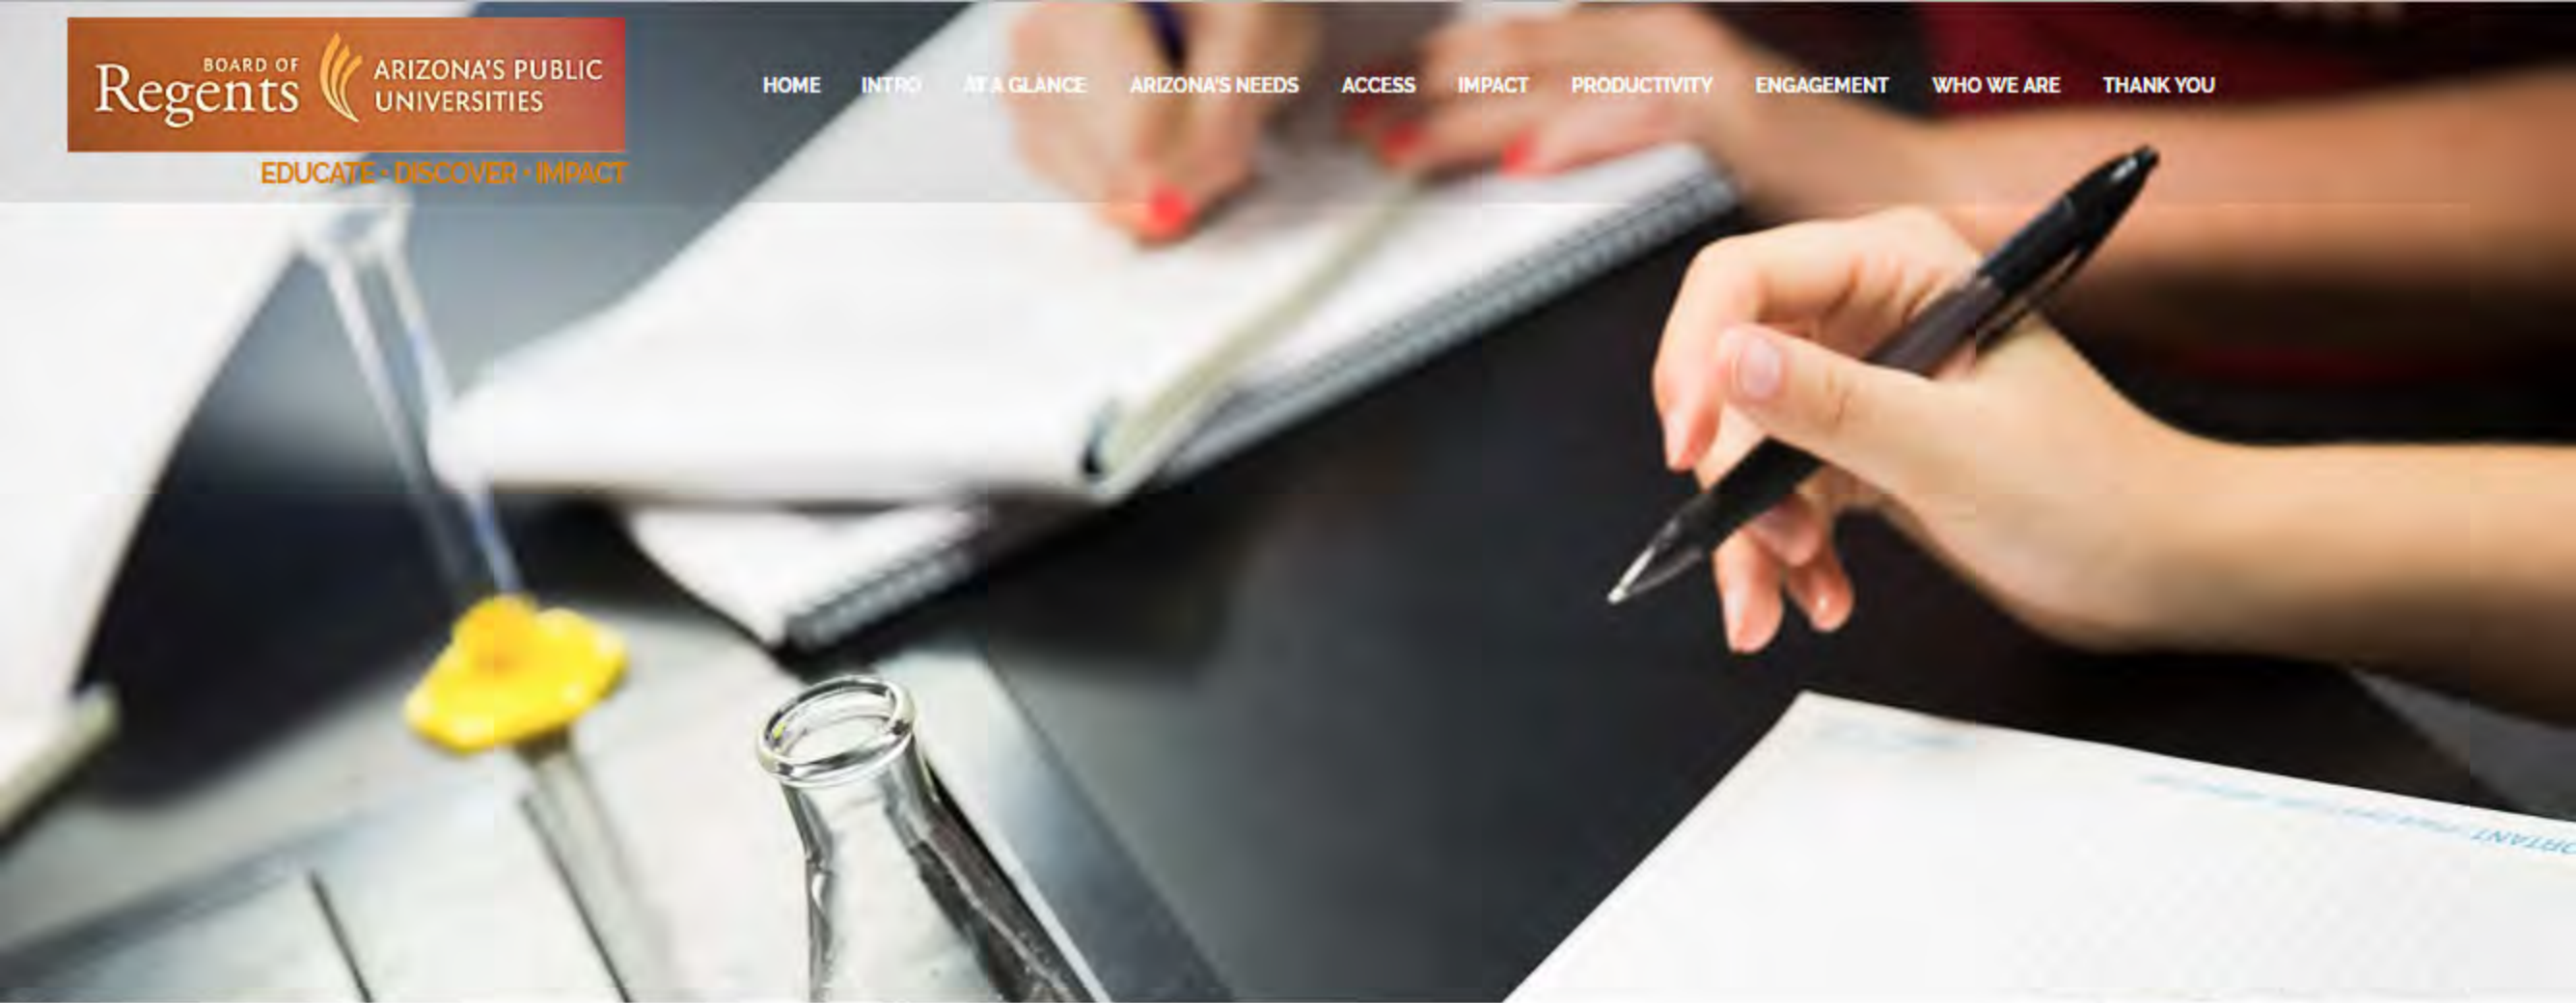 BOARD OF
Regents
ARIZONA'S PUBLIC
UNIVERSITIES
EDUCATE • DISCOVER • IMPACT
HOME INTRO AT A GLANCE ARIZONA'S NEEDS ACCESS IMPACT PRODUCTIVITY ENGAGEMENT WHO WE ARE THANK YOU